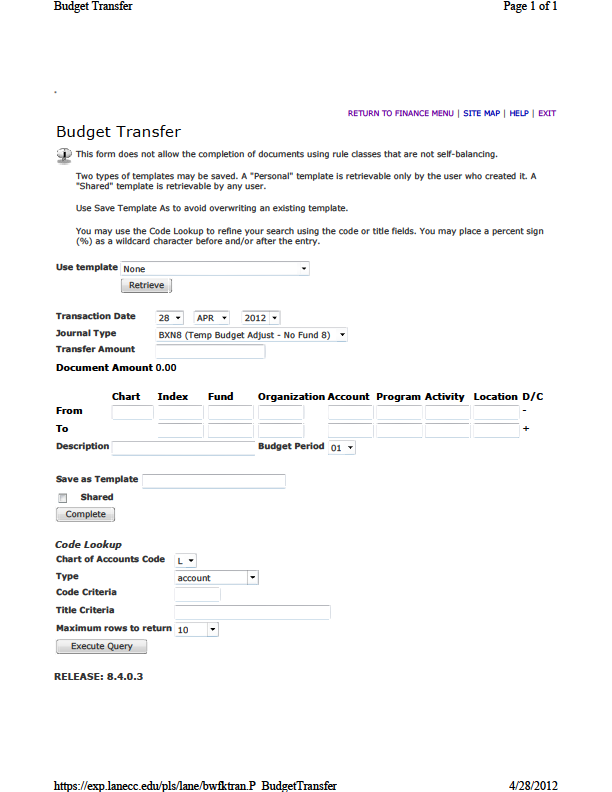 Budget Transfer Page 1 of 1
.
RETURN TO FINANCE MENU | SITE MAP | HELP | EXIT
Budget Transfer
This form does not allow the completion of documents using rule classes that are not self-balancing.
Two types of templates may be saved. A "Personal" template is retrievable only by the user who created it. A
"Shared" template is retrievable by any user.
Use Save Template As to avoid overwriting an existing template.
You may use the Code Lookup to refine your search using the code or title fields. You may place a percent sign
(%) as a wildcard character before and/or after the entry.
Use template None
Retrieve
Transaction Date 28 APR 2012
Journal Type BXN8 (Temp Budget Adjust - No Fund 8)
Transfer Amount
Document Amount 0.00
Chart Index Fund Organization Account Program Activity Location D/C
From -
To +
Description Budget Period 01
Save as Template
Shared
Complete
Code Lookup
Chart of Accounts Code L
Type account
Code Criteria
Title Criteria
Maximum rows to return 10
Execute Query
RELEASE: 8.4.0.3
https://exp.lanecc.edu/pls/lane/bwfktran.P_BudgetTransfer 4/28/2012